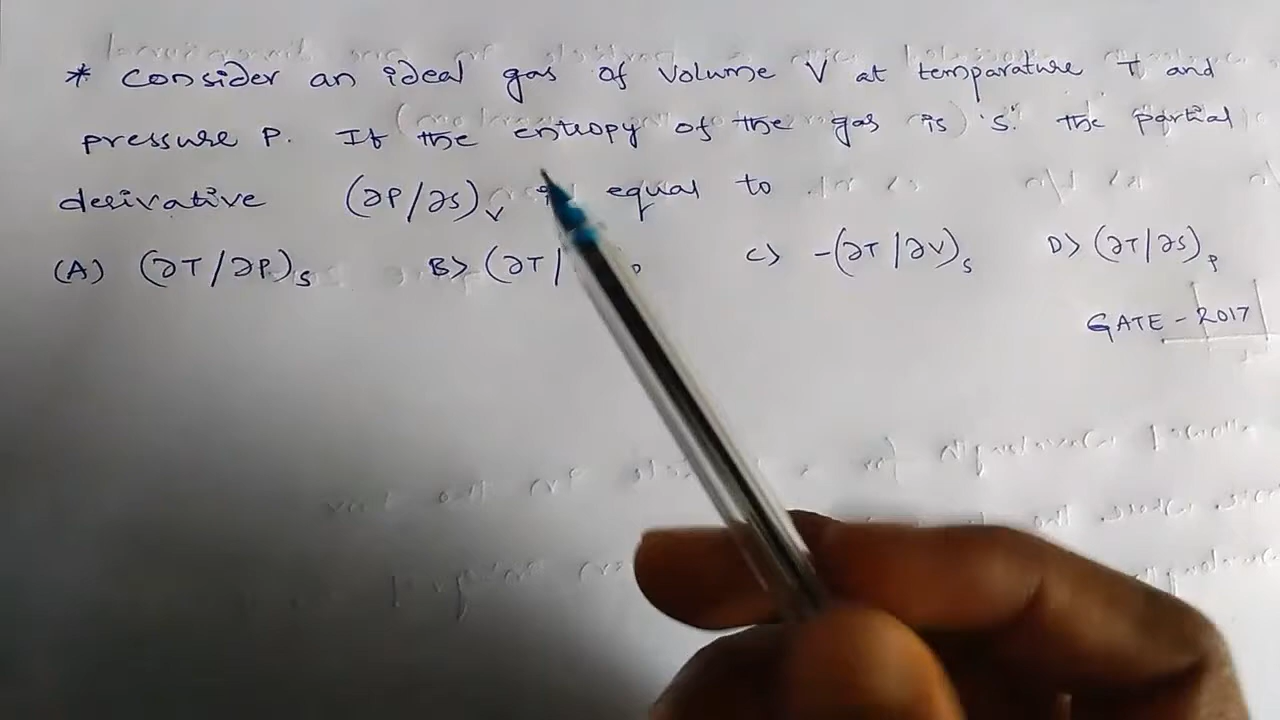 * Consider an ideal gas of Volume V at temparature T and
pressure P. If the entropy of the gas is 'S'. the partial
derivative (∂P/∂S)V equal to
(A) (∂T/∂P)S B> (∂T/ C> -(∂T/∂V)S D> (∂T/∂S)P
GATE - 2017